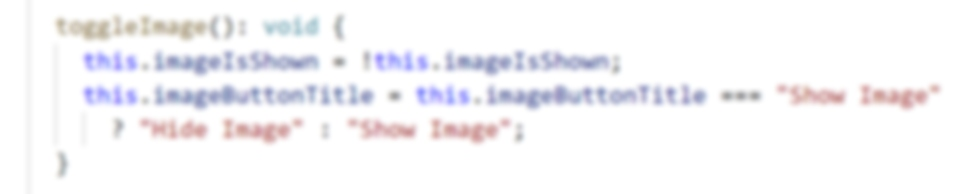 toggleImage(): void {
this.imageIsShown = !this.imageIsShown;
this.imageButtonTitle = this.imageButtonTitle === "Show Image"
? "Hide Image" : "Show Image";
}